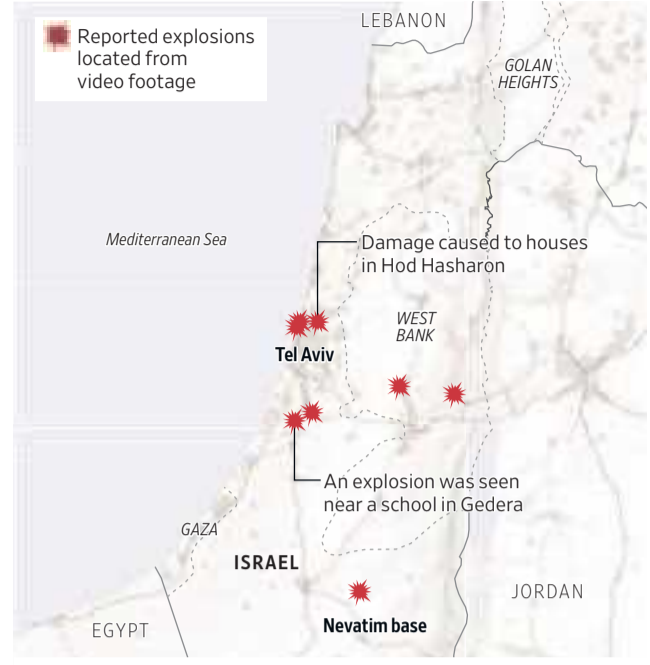 Reported explosions
located from
video footage
LEBANON
GOLAN
HEIGHTS
Mediterranean Sea
Damage caused to houses
in Hod Hasharon
WEST
BANK
Tel Aviv
An explosion was seen
near a school in Gedera
GAZA
ISRAEL
JORDAN
Nevatim base
EGYPT